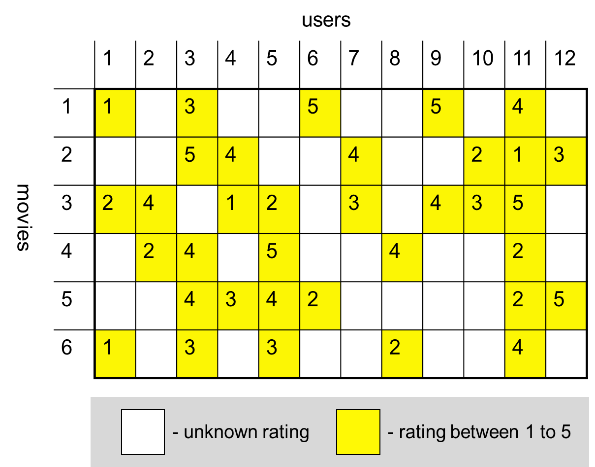 users
1 2 3 4 5 6 7 8 9 10 11 12
movies
1 1 3 5 5 4
2 5 4 4 2 1 3
3 2 4 1 2 3 4 3 5
4 2 4 5 4 2
5 4 3 4 2 2 5
6 1 3 3 2 4
- unknown rating - rating between 1 to 5